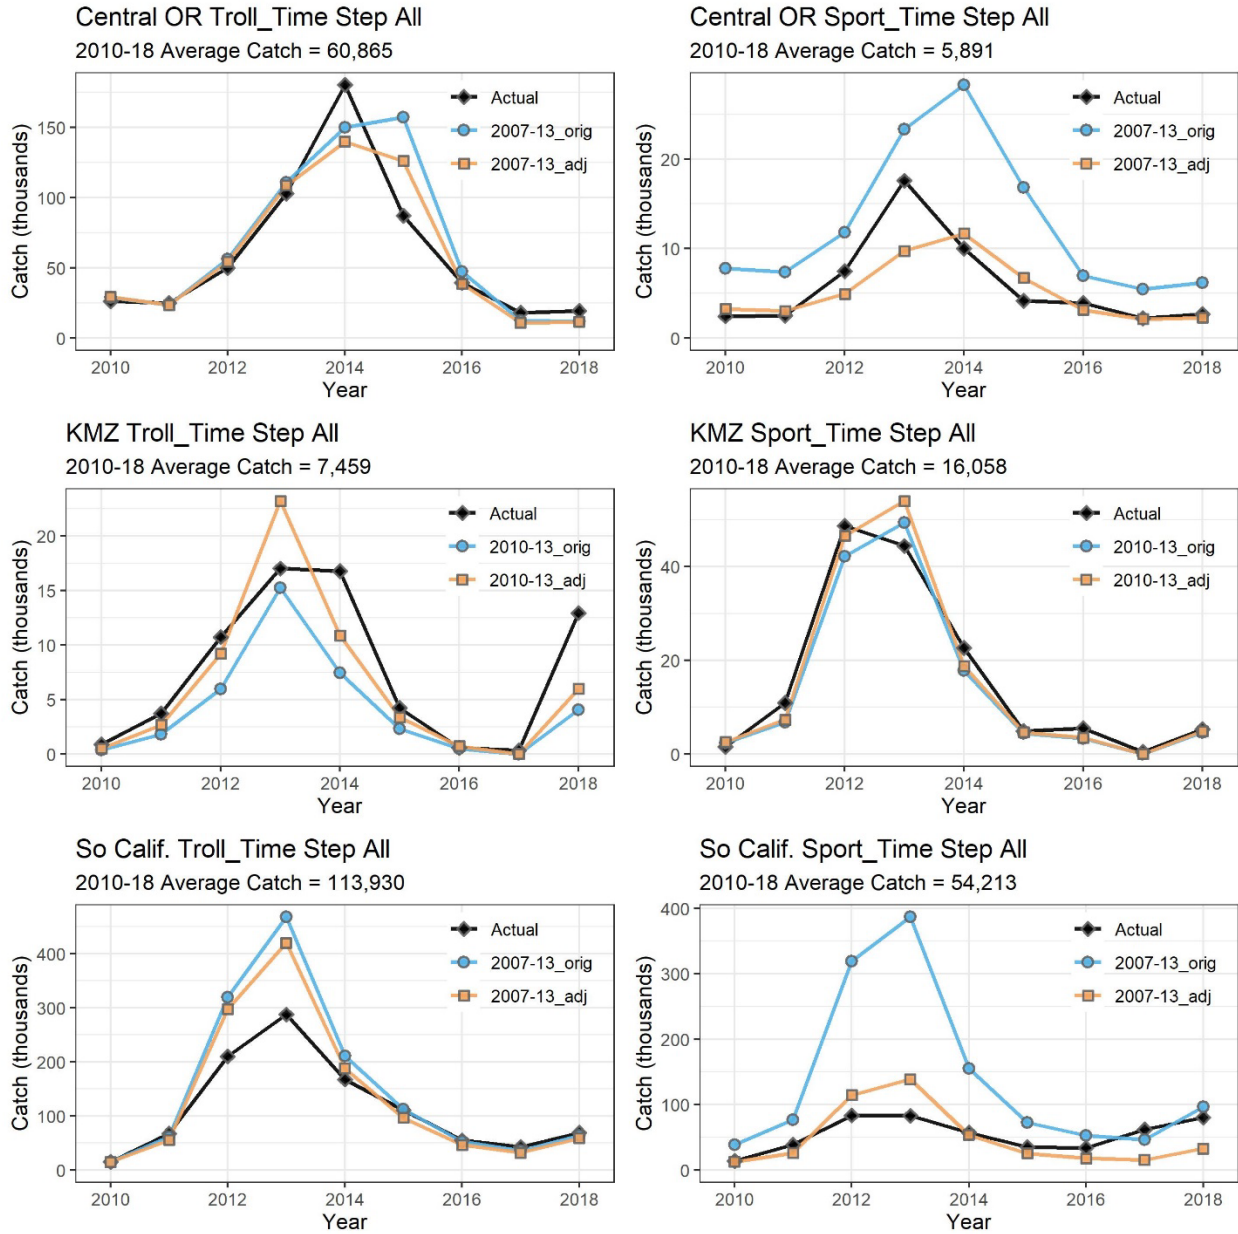 Central OR Troll_Time Step All
2010-18 Average Catch = 60,865
Catch (thousands)
150
100
50
0
Actual
2007-13_orig
2007-13_adj
2010 2012 2014 2016 2018
Year
Central OR Sport_Time Step All
2010-18 Average Catch = 5,891
Catch (thousands)
20
10
0
Actual
2007-13_orig
2007-13_adj
2010 2012 2014 2016 2018
Year
KMZ Troll_Time Step All
2010-18 Average Catch = 7,459
Catch (thousands)
20
15
10
5
0
Actual
2010-13_orig
2010-13_adj
2010 2012 2014 2016 2018
Year
KMZ Sport_Time Step All
2010-18 Average Catch = 16,058
Catch (thousands)
40
20
0
Actual
2010-13_orig
2010-13_adj
2010 2012 2014 2016 2018
Year
So Calif. Troll_Time Step All
2010-18 Average Catch = 113,930
Catch (thousands)
400
300
200
100
0
Actual
2007-13_orig
2007-13_adj
2010 2012 2014 2016 2018
Year
So Calif. Sport_Time Step All
2010-18 Average Catch = 54,213
Catch (thousands)
400
300
200
100
0
Actual
2007-13_orig
2007-13_adj
2010 2012 2014 2016 2018
Year